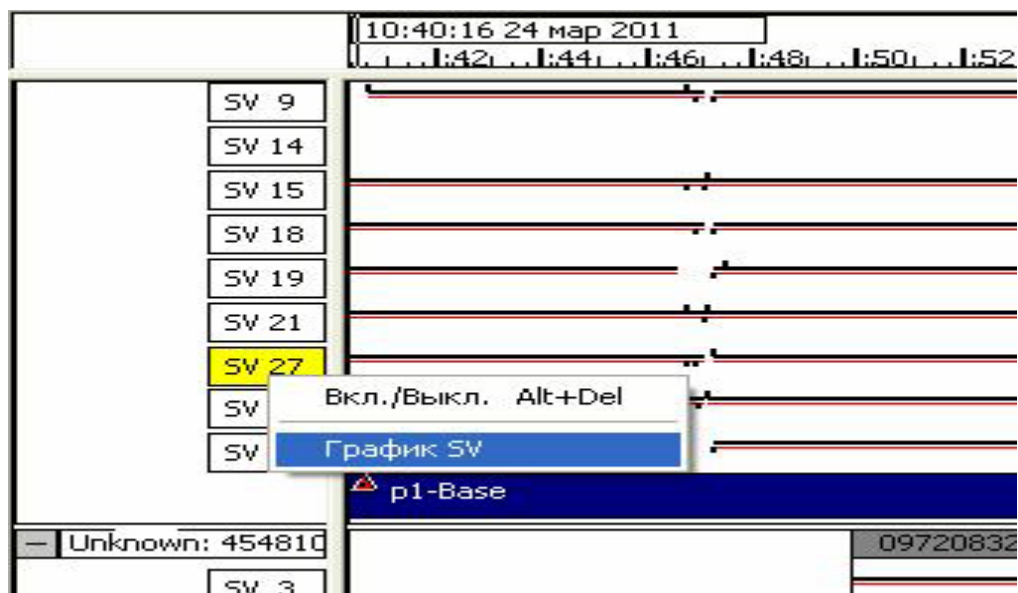 10:40:16 24 мар 2011
:42 :44 :46 :48 :50 :52
SV 9
SV 14
SV 15
SV 18
SV 19
SV 21
SV 27
Вкл./Выкл. Alt+Del
SV
График SV
SV
p1-Base
Unknown: 454810
09720832
SV 3